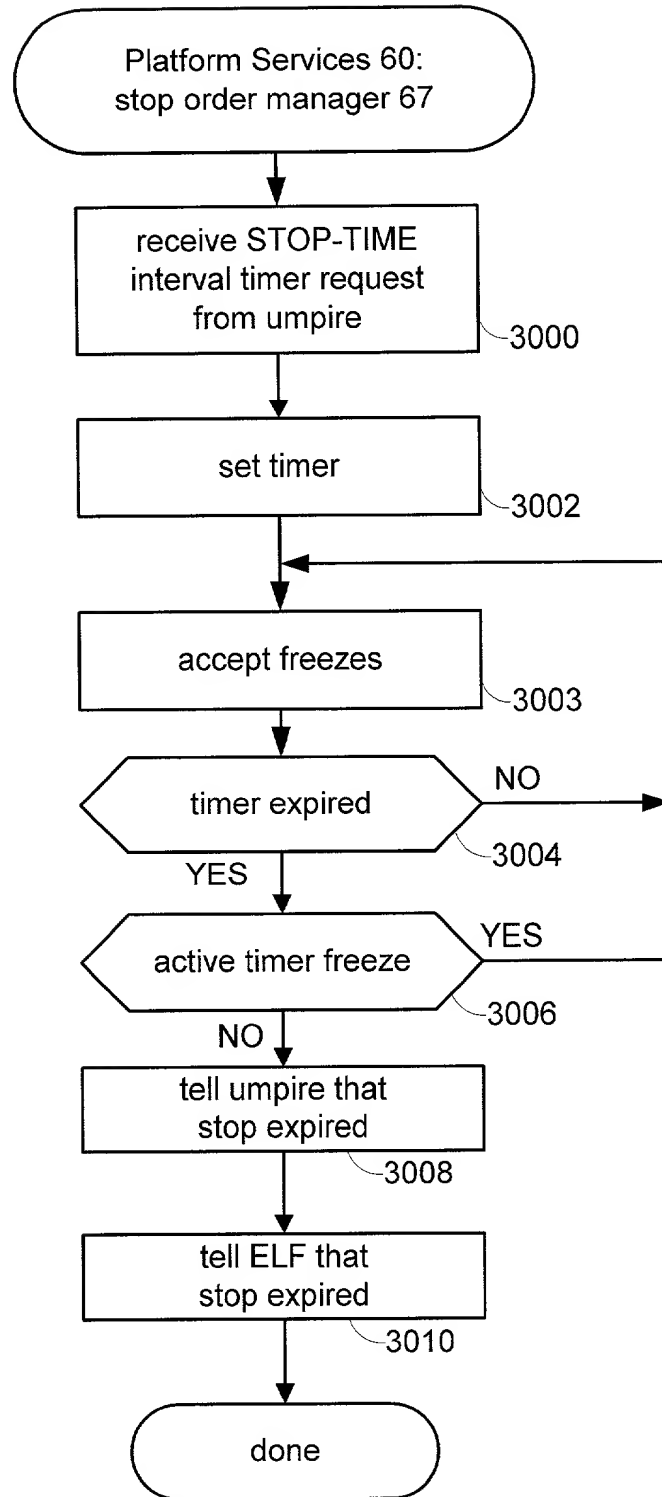 Platform Services 60:
stop order manager 67
receive STOP-TIME
interval timer request
from umpire
3000
set timer
3002
accept freezes
3003
timer expired
NO
3004
YES
active timer freeze
YES
3006
NO
tell umpire that
stop expired
3008
tell ELF that
stop expired
3010
done